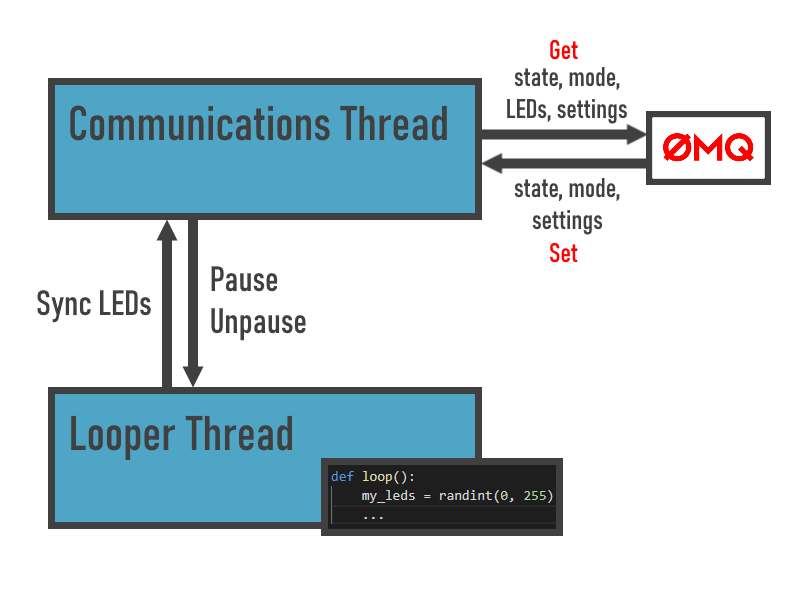 Get
state, mode,
LEDs, settings
Communications Thread
ØMQ
state, mode,
settings
Set
Sync LEDs
Pause
Unpause
Looper Thread
def loop():
my_leds = randint(0, 255)
...